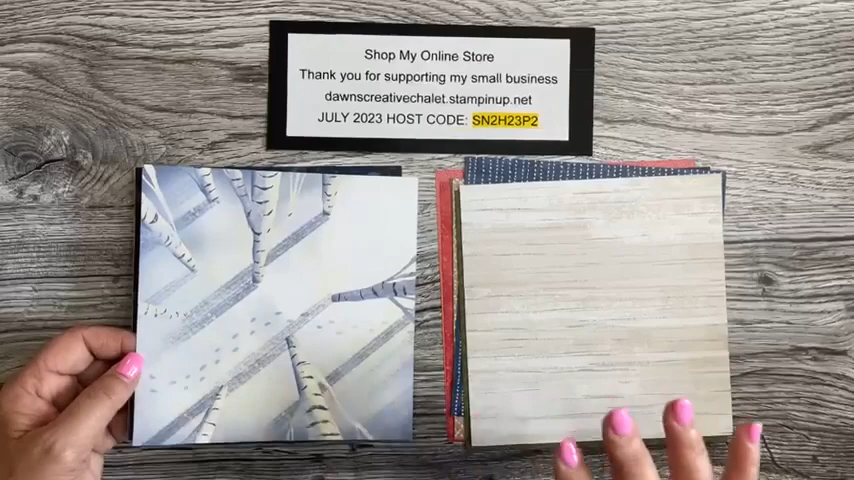 Shop My Online Store
Thank you for supporting my small business
dawnscreativechalet.stampinup.net
JULY 2023 HOST CODE: SN2H23P2